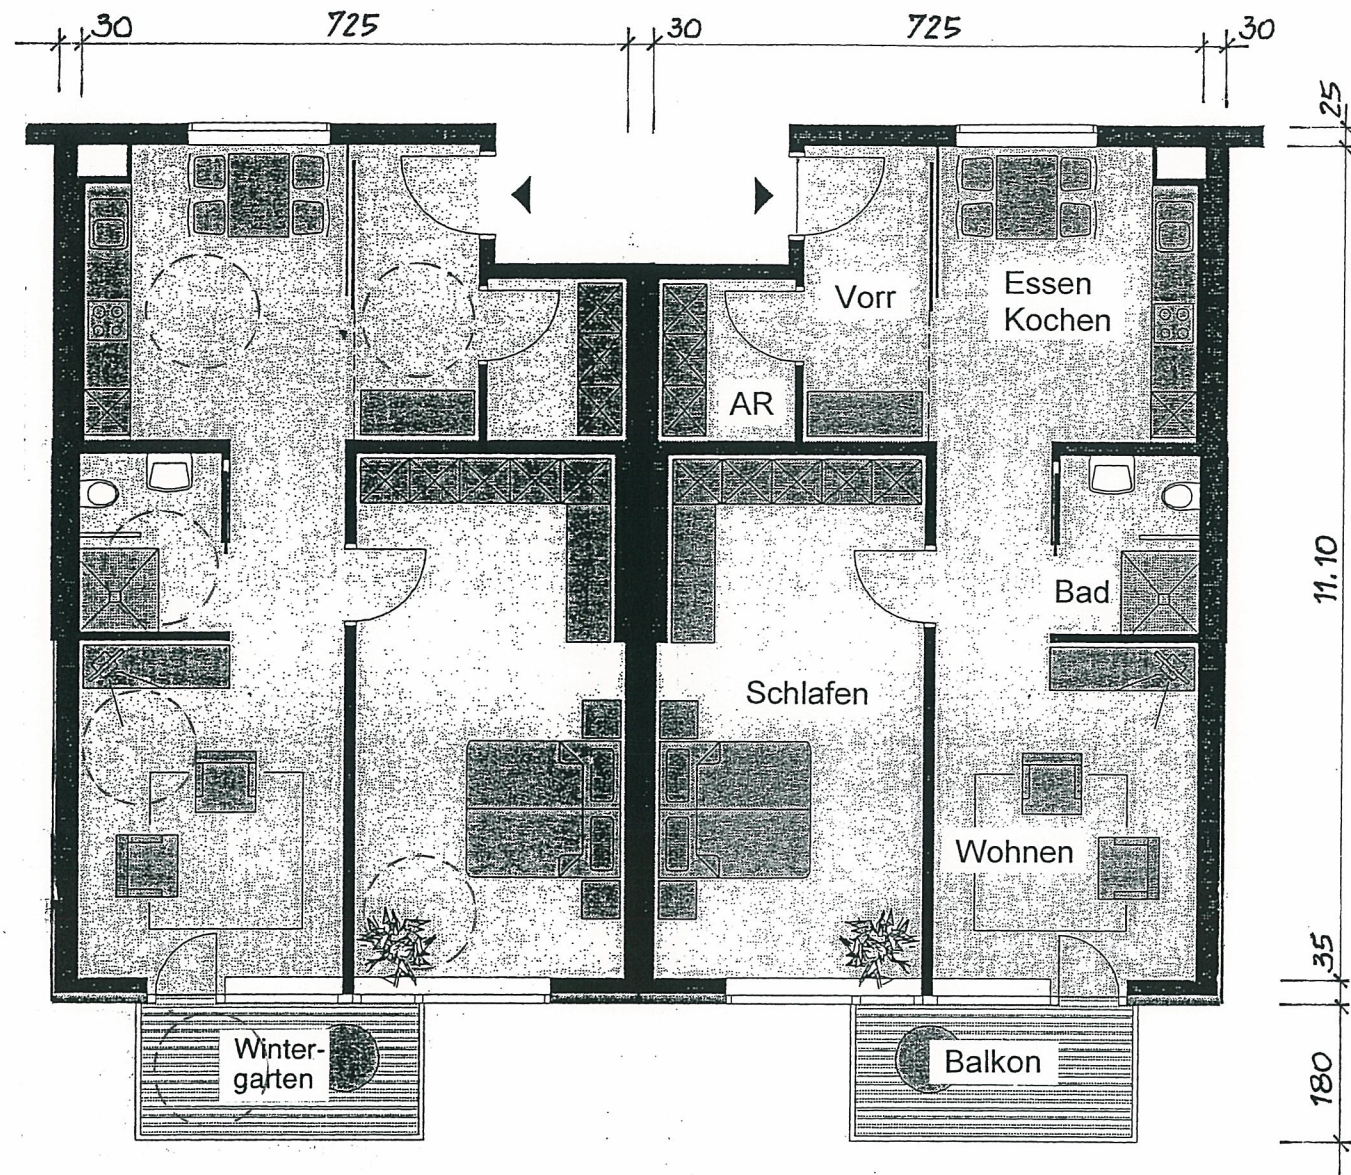 30 725 30 725 30
25
Vorr
Essen
Kochen
AR
11.10
Bad
Schlafen
Wohnen
35
Winter-
garten
Balkon
180